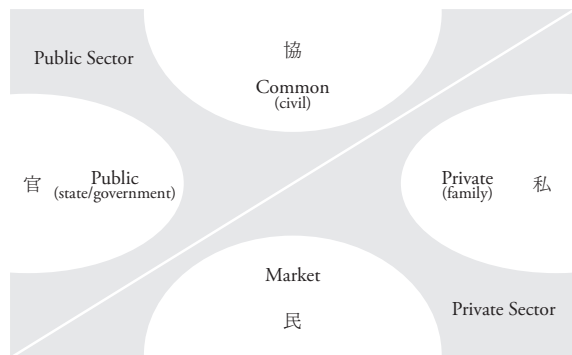 Public Sector
協
Common
(civil)
官
Public
(state/government)
Private
(family)
私
Market
民
Private Sector